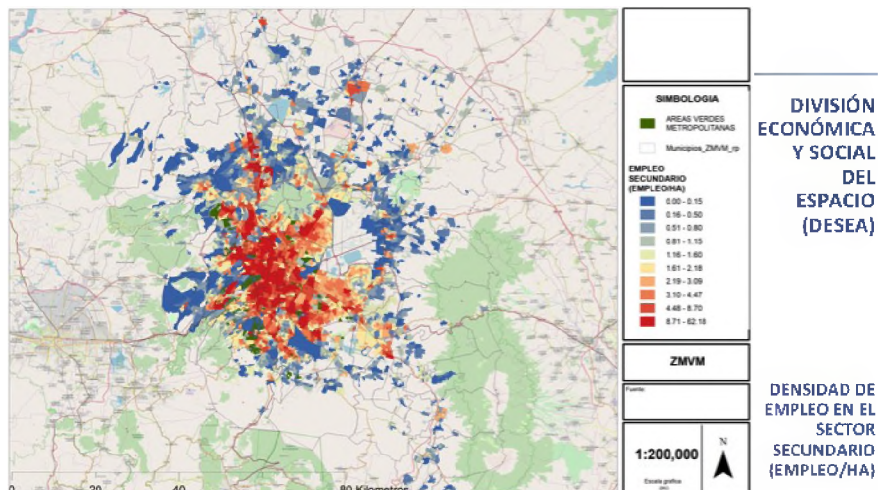 SIMBOLOGIA
AREAS VERDES
METROPOLITANAS
Municipios_ZMVM_rp
EMPLEO
SECUNDARIO
(EMPLEO/HA)
0.00 - 0.15
0.16 - 0.50
0.51 - 0.80
0.81 - 1.15
1.16 - 1.60
1.61 - 2.18
2.19 - 3.09
3.10 - 4.47
4.48 - 8.70
8.71 - 62.18
ZMVM
Fuente:
1:200,000
Escala gráfica
N
0 20 40 80 Kilometros
DIVISIÓN
ECONÓMICA
Y SOCIAL
DEL
ESPACIO
(DESEA)
DENSIDAD DE
EMPLEO EN EL
SECTOR
SECUNDARIO
(EMPLEO/HA)